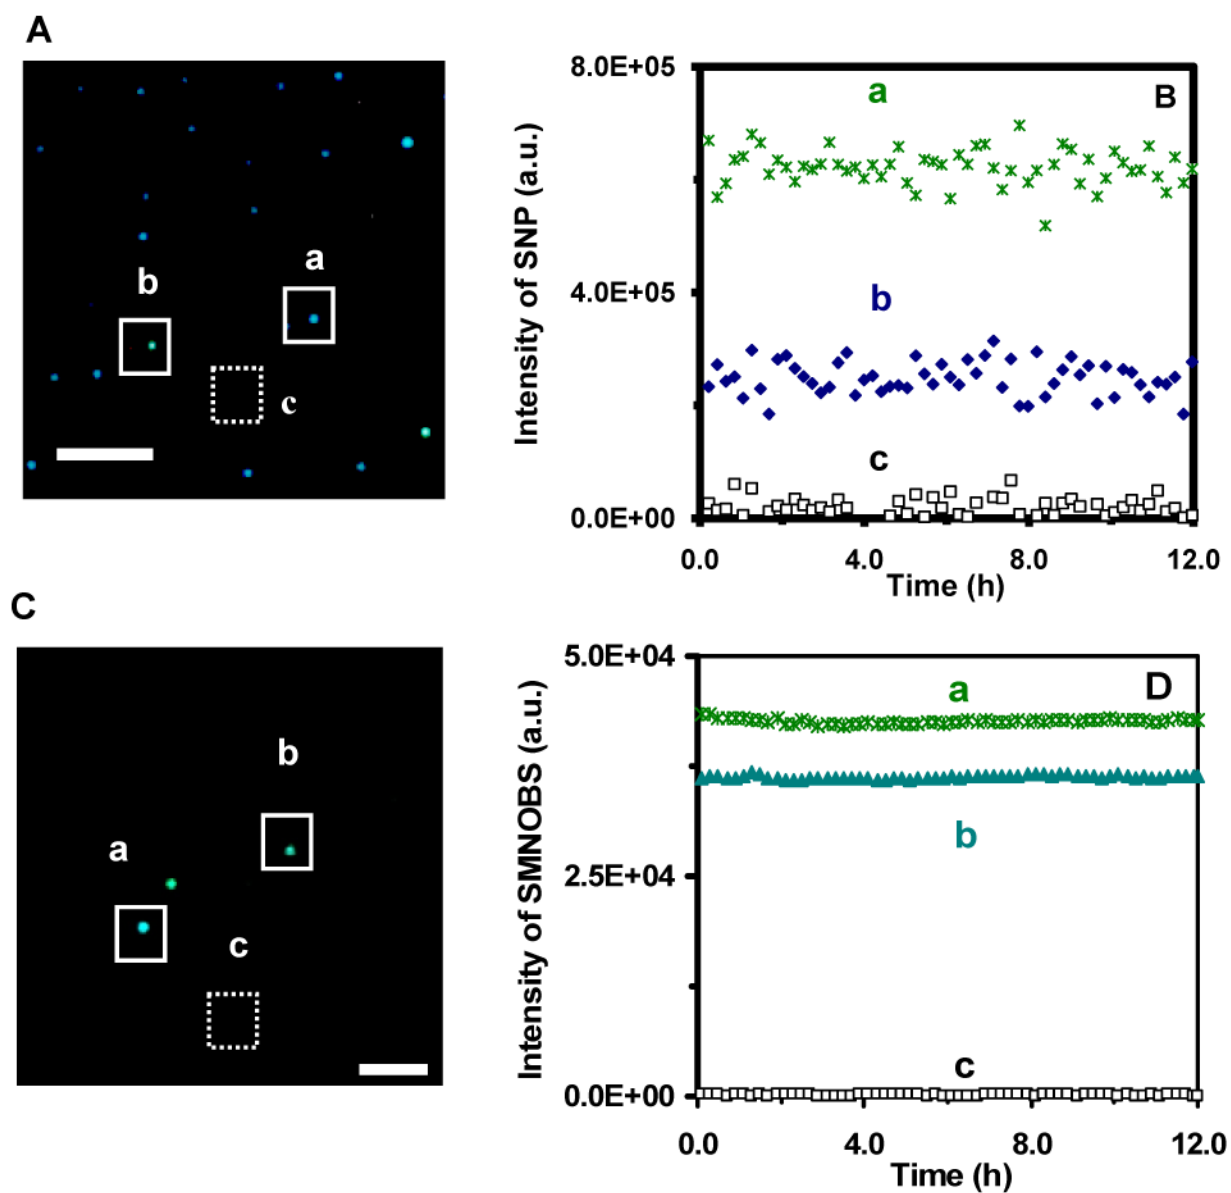 A
b
a
c
8.0E+05
4.0E+05
0.0E+00
Intensity of SNP (a.u.)
a
B
b
c
0.0
4.0
8.0
12.0
Time (h)
C
b
a
c
5.0E+04
2.5E+04
0.0E+00
Intensity of SMNOBS (a.u.)
a
D
b
c
0.0
4.0
8.0
12.0
Time (h)